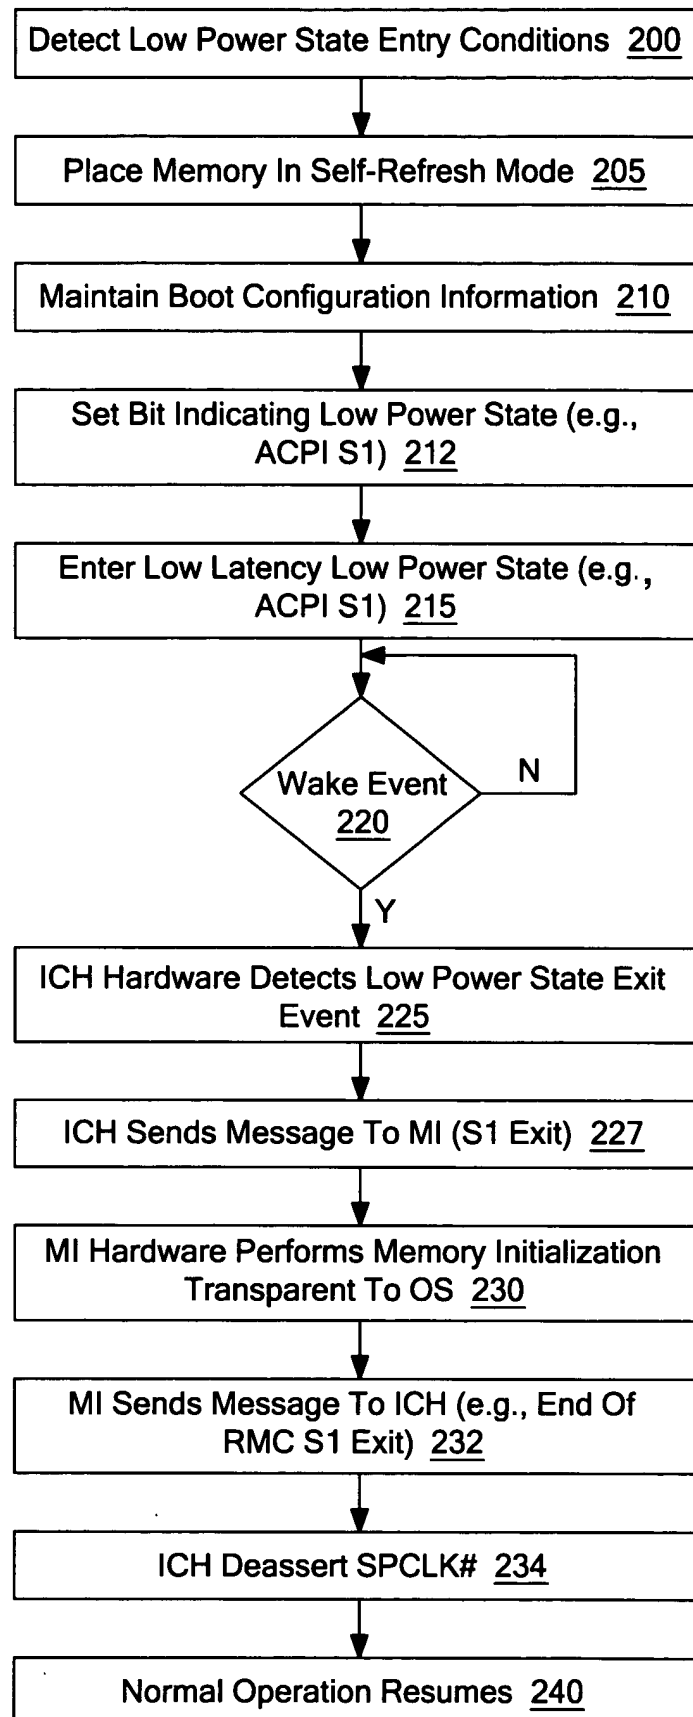 Detect Low Power State Entry Conditions 200
Place Memory In Self-Refresh Mode 205
Maintain Boot Configuration Information 210
Set Bit Indicating Low Power State (e.g.,
ACPI S1) 212
Enter Low Latency Low Power State (e.g.,
ACPI S1) 215
Wake Event
220
N
Y
ICH Hardware Detects Low Power State Exit
Event 225
ICH Sends Message To MI (S1 Exit) 227
MI Hardware Performs Memory Initialization
Transparent To OS 230
MI Sends Message To ICH (e.g., End Of
RMC S1 Exit) 232
ICH Deassert SPCLK# 234
Normal Operation Resumes 240